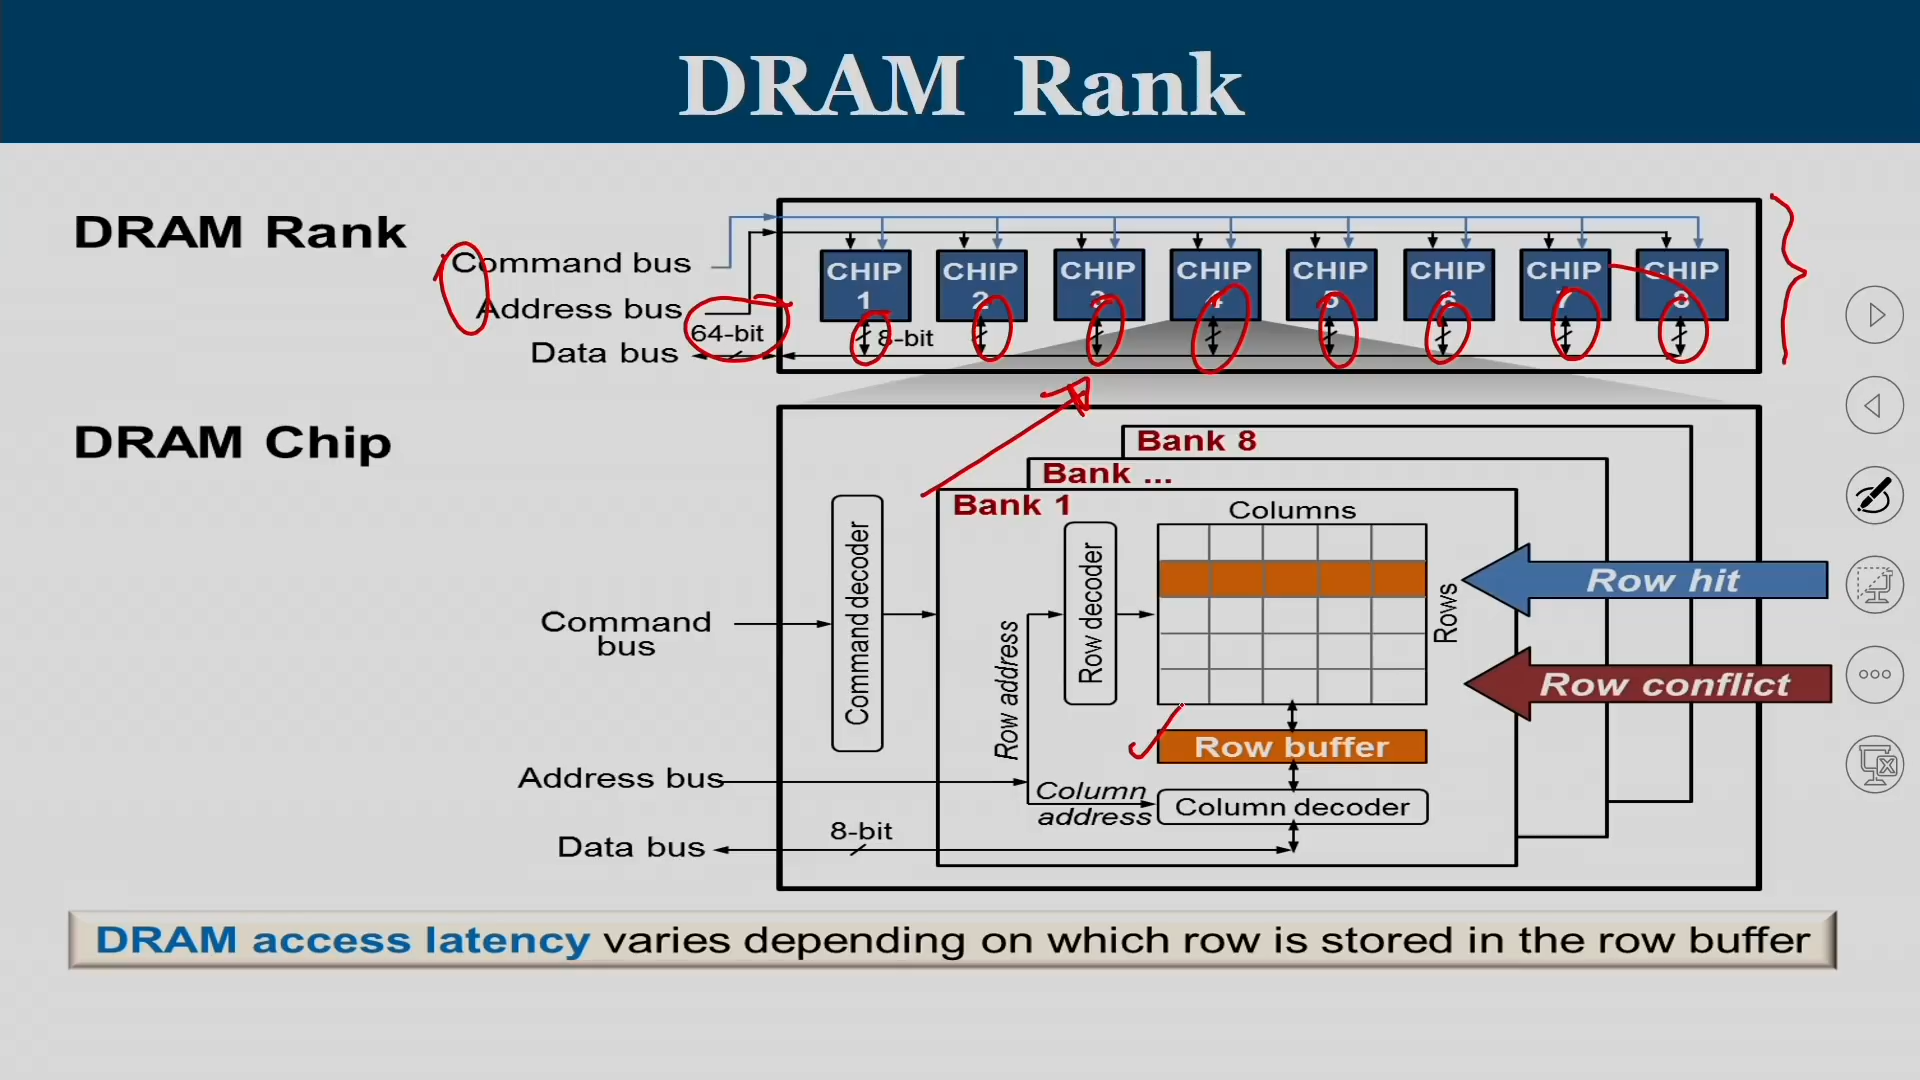 DRAM Rank
DRAM Rank
Command bus
Address bus
64-bit
Data bus
CHIP 1
CHIP 2
CHIP 3
CHIP 4
CHIP 5
CHIP 6
CHIP 7
CHIP 8
8-bit
DRAM Chip
Bank 8
Bank ...
Bank 1
Columns
Command decoder
Row decoder
Row address
Rows
Row hit
Row conflict
Command
bus
Row buffer
Address bus
Column
address
Column decoder
8-bit
Data bus
DRAM access latency varies depending on which row is stored in the row buffer